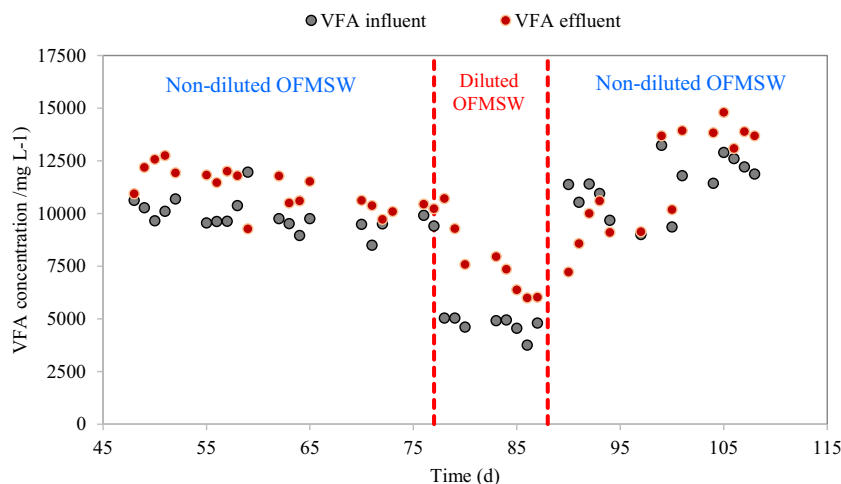 VFA influent VFA effluent
17500
15000
12500
10000
7500
5000
2500
0
VFA concentration /mg L-1)
Non-diluted OFMSW
Diluted
OFMSW
Non-diluted OFMSW
45 55 65 75 85 95 105 115
Time (d)